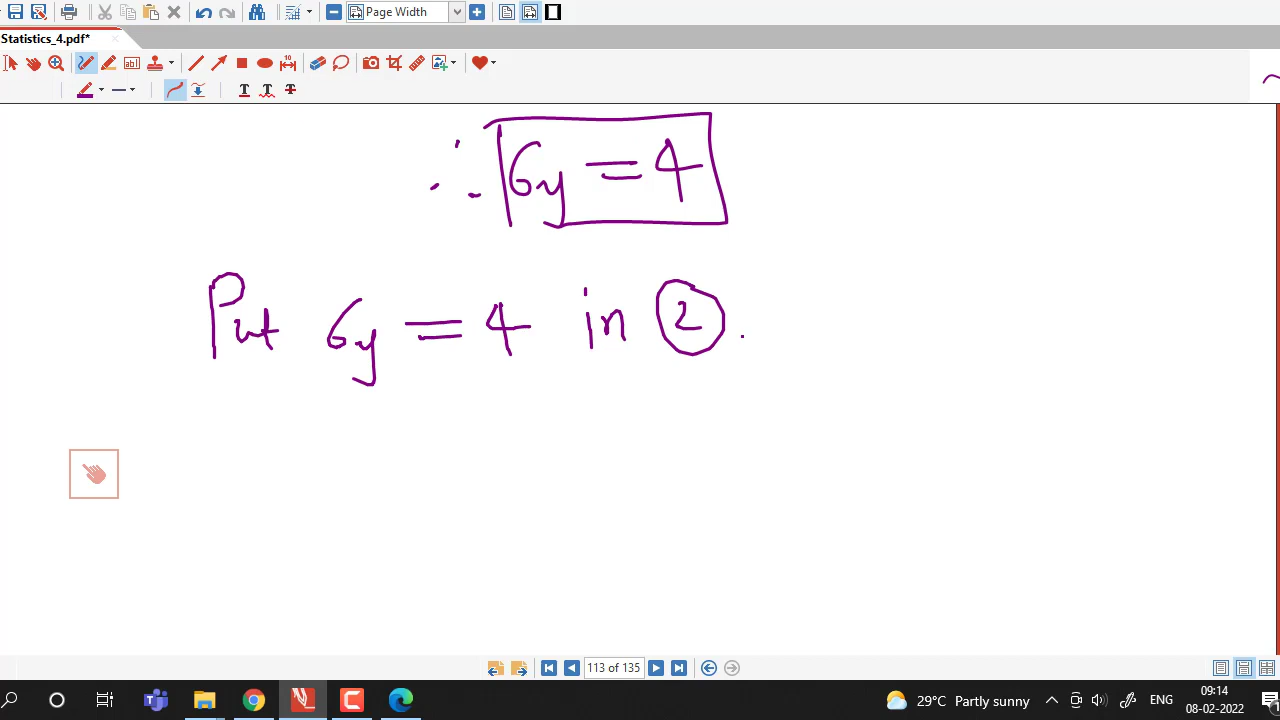 Page Width
Statistics_4.pdf*
10
T T T
∴ σy = 4
Put σy = 4 in 2.
113 of 135
29°C Partly sunny
ENG
09:14
08-02-2022